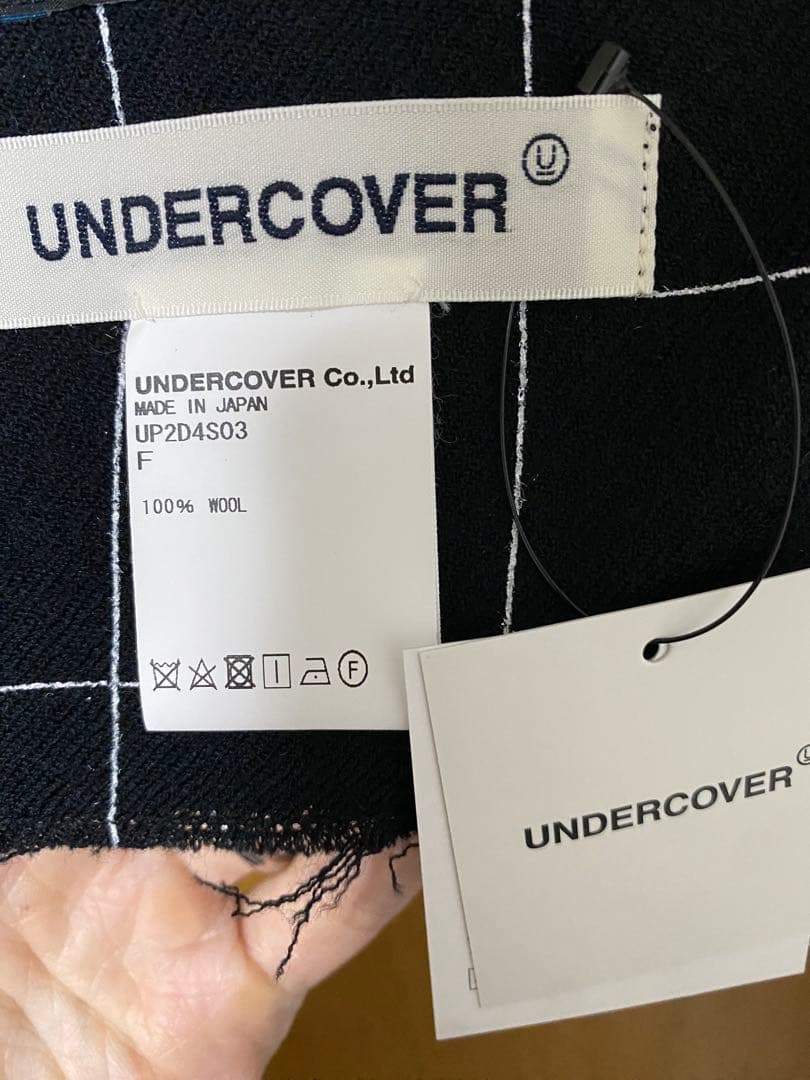 UNDERCOVER U
UNDERCOVER Co.,Ltd
MADE IN JAPAN
UP2D4S03
F
100% WOOL
F
UNDERCOVER